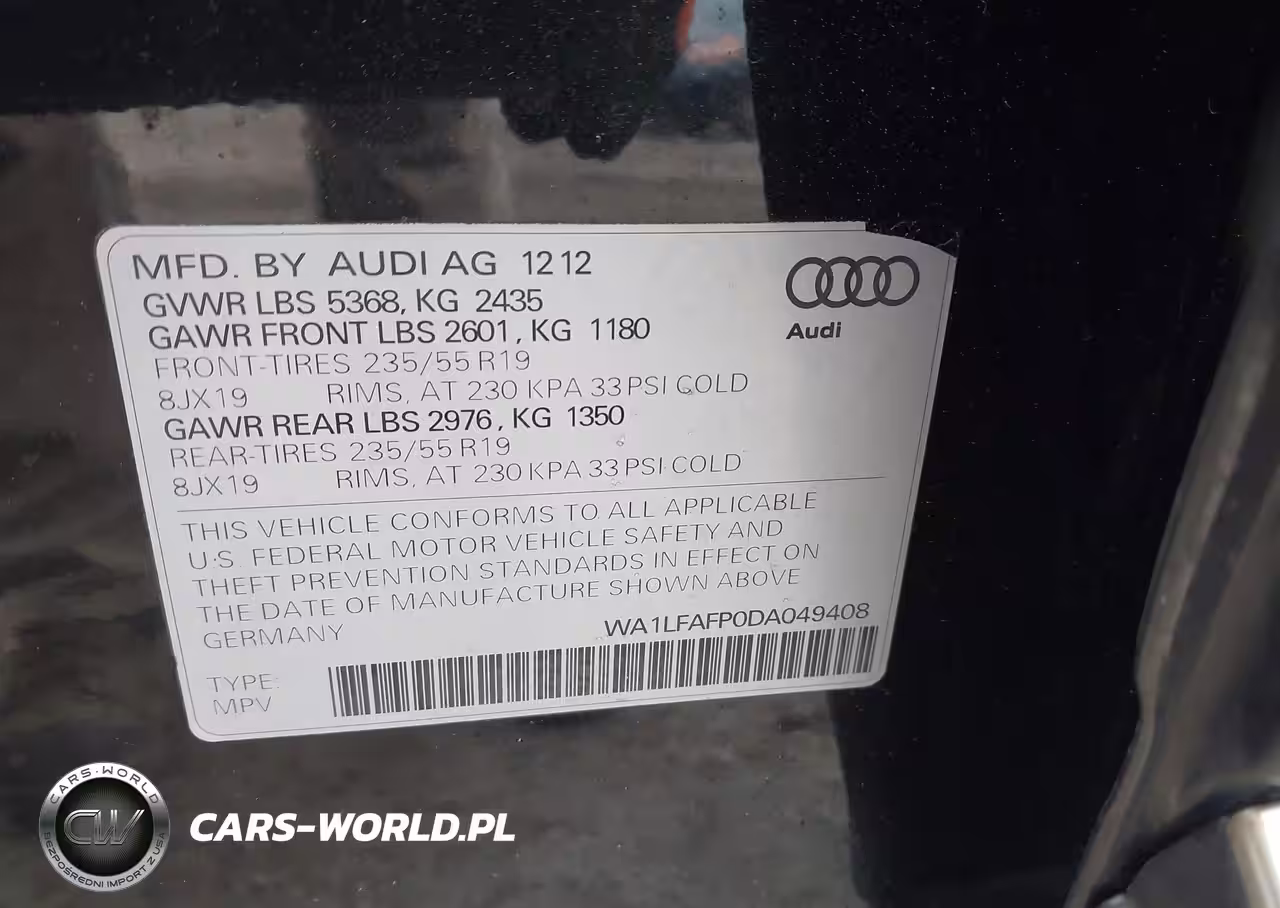 MFD. BY AUDI AG 12 12
GVWR LBS 5368, KG 2435
GAWR FRONT LBS 2601, KG 1180
FRONT-TIRES 235/55 R19
8JX19 RIMS, AT 230 KPA 33 PSI COLD
GAWR REAR LBS 2976, KG 1350
REAR-TIRES 235/55 R19
8JX19 RIMS, AT 230 KPA 33 PSI COLD
Audi
THIS VEHICLE CONFORMS TO ALL APPLICABLE
U.S. FEDERAL MOTOR VEHICLE SAFETY AND
THEFT PREVENTION STANDARDS IN EFFECT ON
THE DATE OF MANUFACTURE SHOWN ABOVE
GERMANY WA1LFAFP0DA049408
TYPE:
MPV
CARS-WORLD
CW
BEZPOŚREDNI IMPORT Z USA
CARS-WORLD.PL